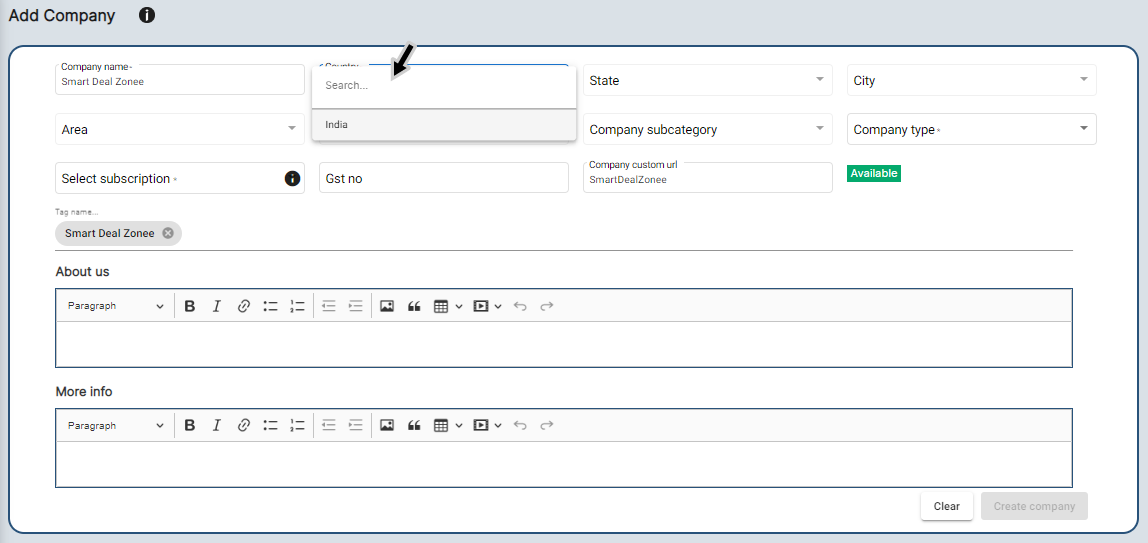 Add Company
Company name*
Smart Deal Zonee
Country
Search...
India
State
City
Area
Company subcategory
Company type *
Select subscription *
Gst no
Company custom url
SmartDealZonee
Available
Tag name...
Smart Deal Zonee
About us
Paragraph
More info
Paragraph
Clear
Create company